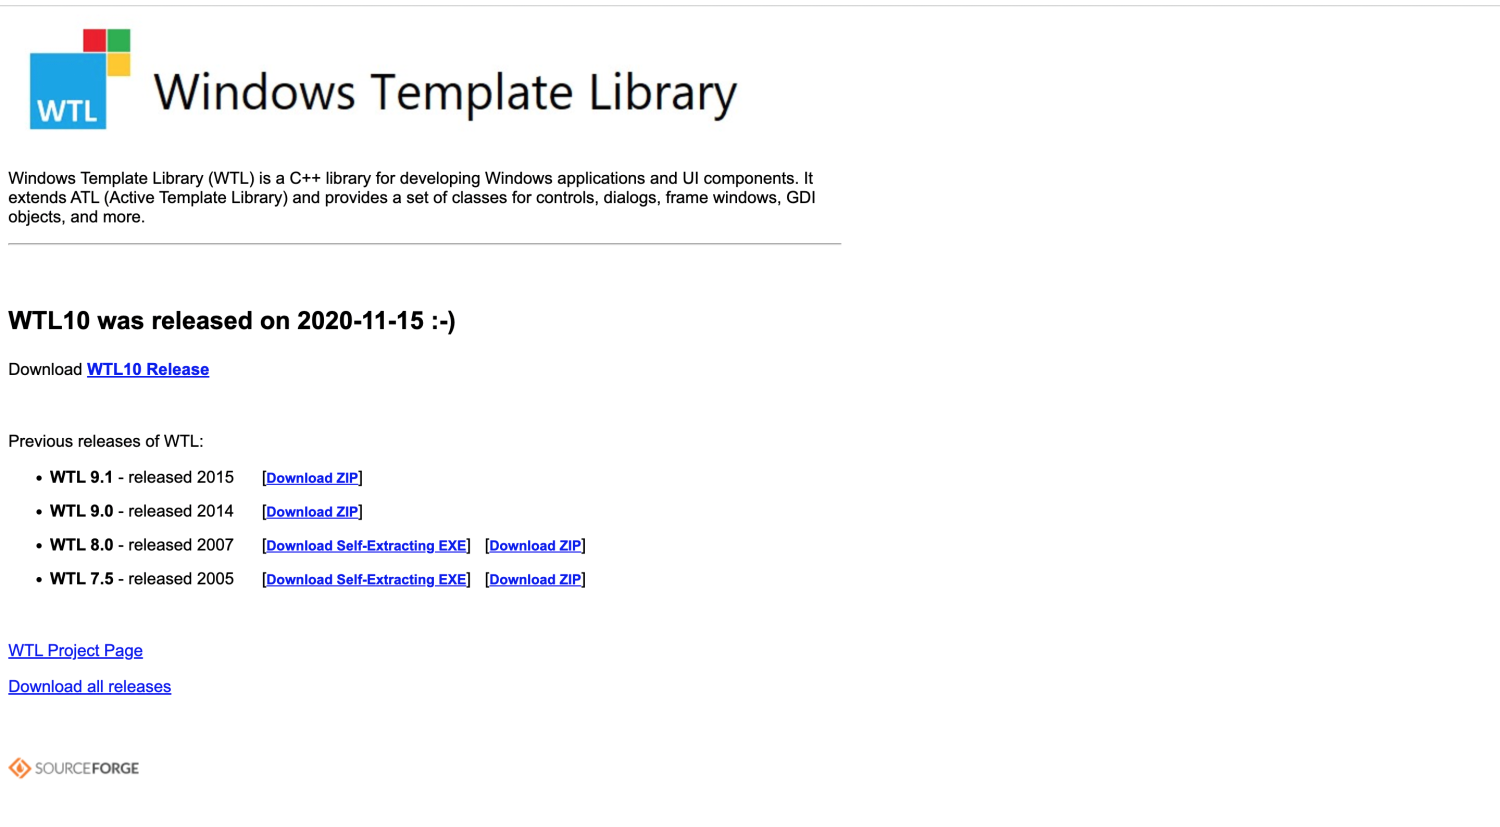 WTL
Windows Template Library
Windows Template Library (WTL) is a C++ library for developing Windows applications and UI components. It
extends ATL (Active Template Library) and provides a set of classes for controls, dialogs, frame windows, GDI
objects, and more.
WTL10 was released on 2020-11-15 :-)
Download WTL10 Release
Previous releases of WTL:
• WTL 9.1 - released 2015 [Download ZIP]
• WTL 9.0 - released 2014 [Download ZIP]
• WTL 8.0 - released 2007 [Download Self-Extracting EXE] [Download ZIP]
• WTL 7.5 - released 2005 [Download Self-Extracting EXE] [Download ZIP]
WTL Project Page
Download all releases
SOURCEFORGE